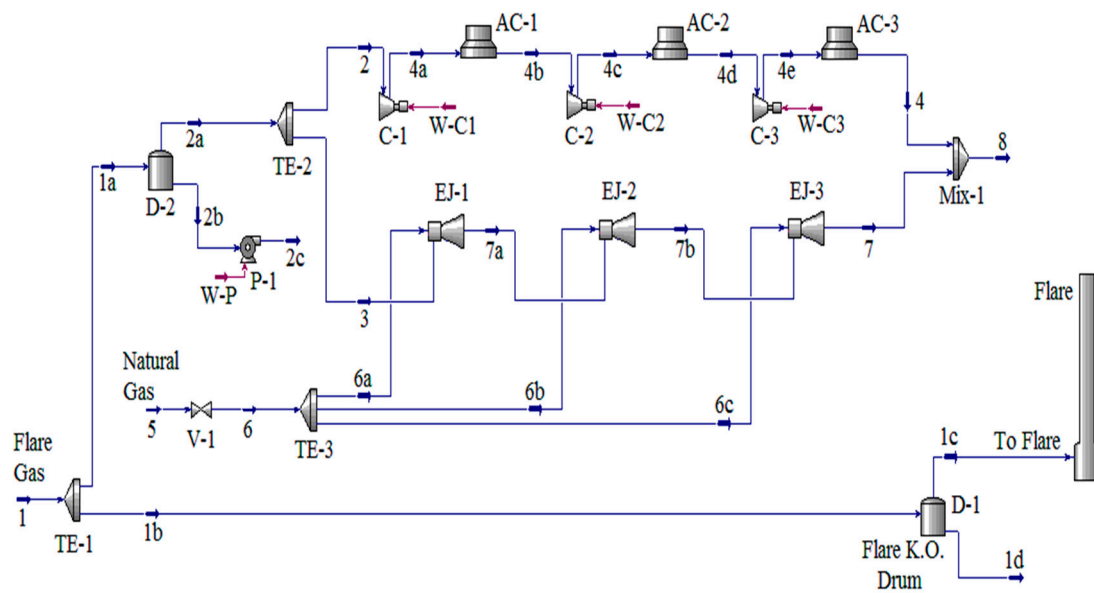 AC-1
AC-2
AC-3
2
4a
4b
4c
4d
4e
4
C-1
W-C1
C-2
W-C2
C-3
W-C3
2a
TE-2
1a
D-2
2b
2c
W-P
P-1
8
Mix-1
EJ-1
EJ-2
EJ-3
7a
7b
7
3
Flare
Natural
Gas
5
V-1
6
TE-3
6a
6b
6c
Flare
Gas
1
TE-1
1b
1c
To Flare
D-1
Flare K.O.
Drum
1d